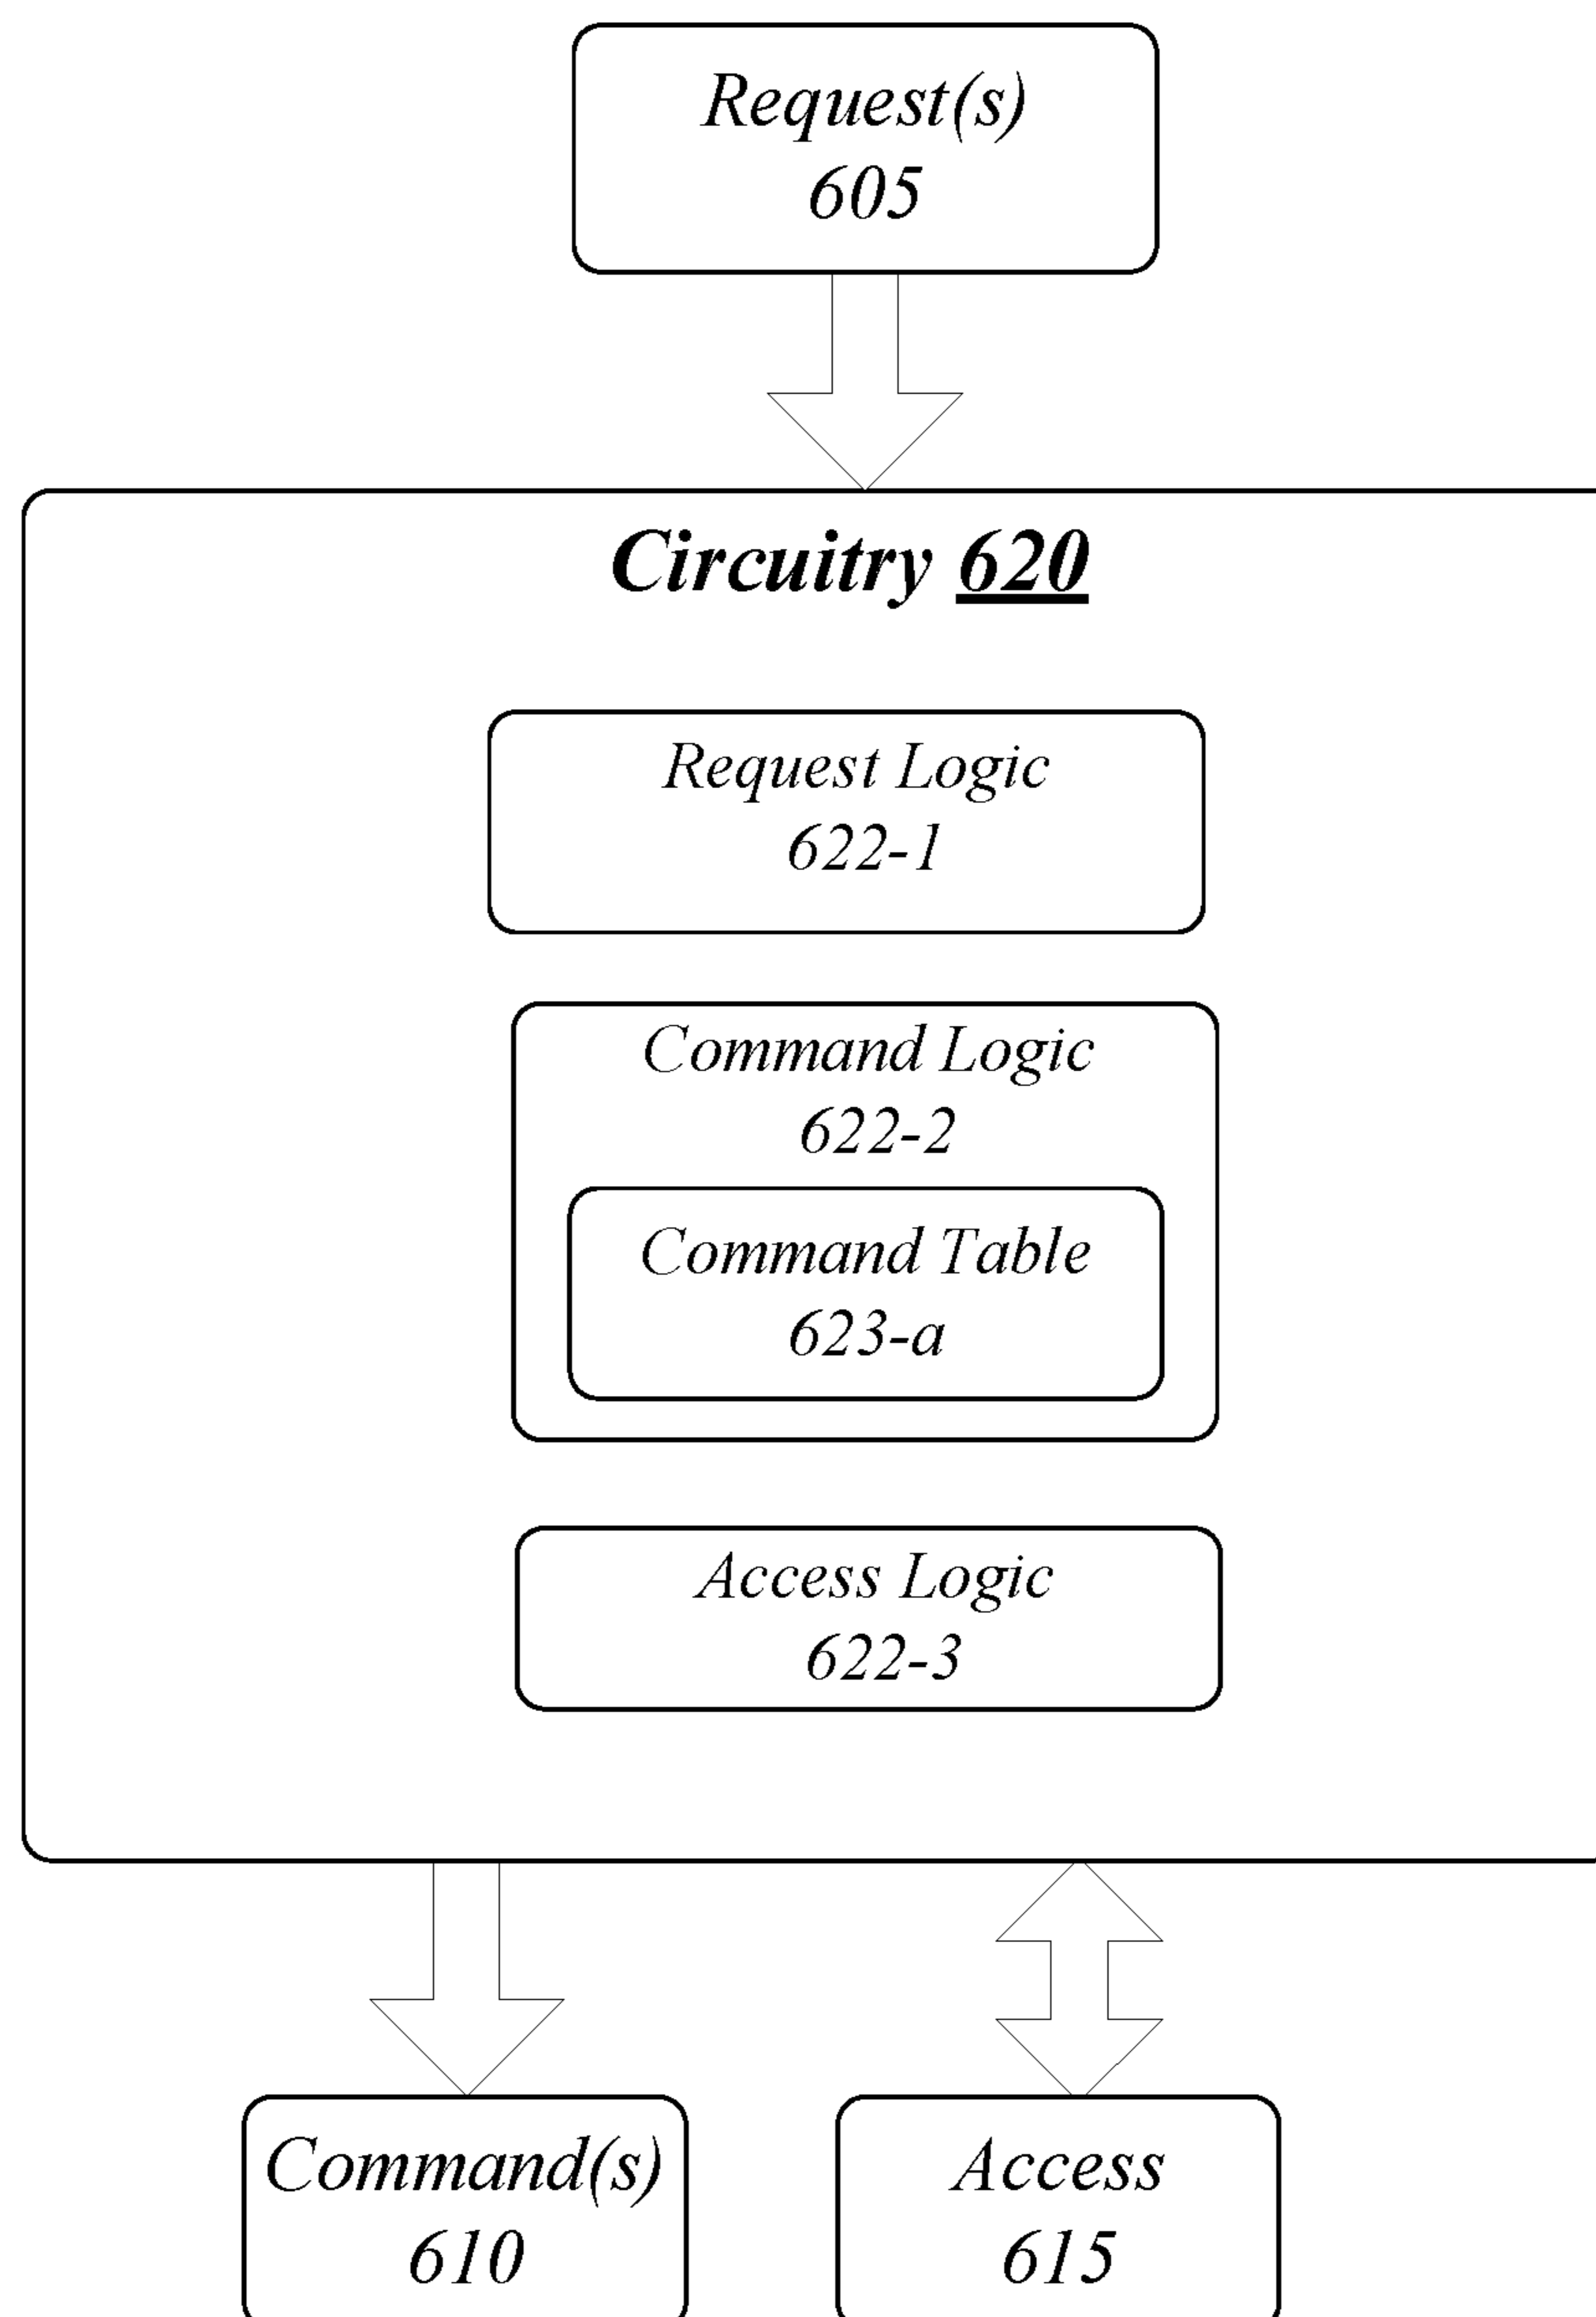 Request(s)
605
Circuitry 620
Request Logic
622-1
Command Logic
622-2
Command Table
623-a
Access Logic
622-3
Command(s)
610
Access
615